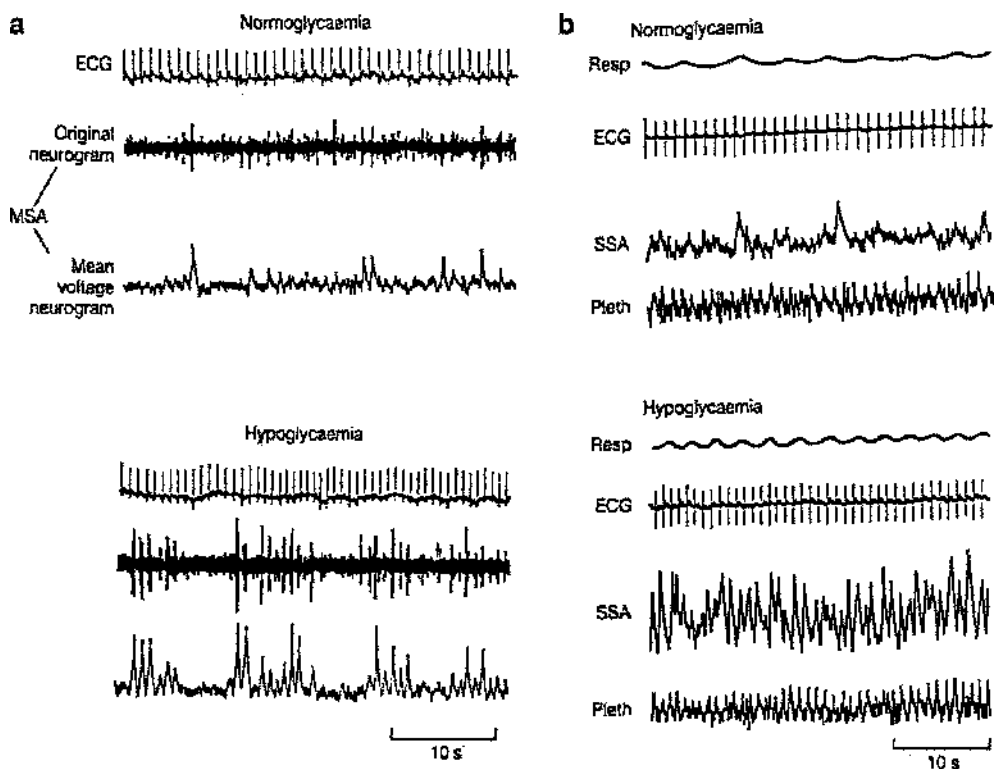 a
Normoglycaemia
ECG
Original
neurogram
MSA
Mean
voltage
neurogram
Hypoglycaemia
10 s
b
Normoglycaemia
Resp
ECG
SSA
Pleth
Hypoglycaemia
Resp
ECG
SSA
Pleth
10 s